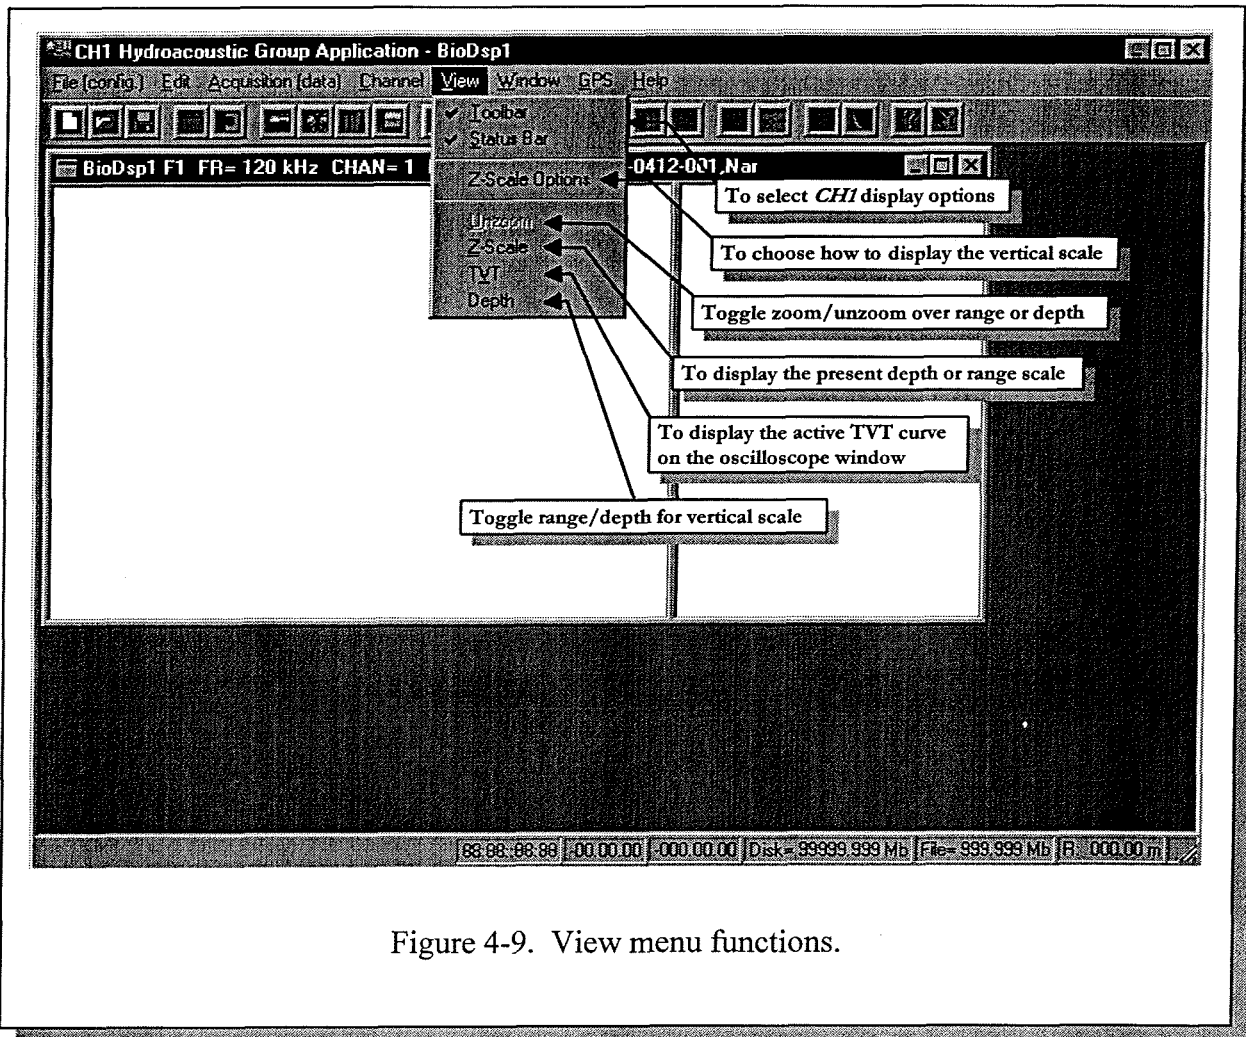 CH1 Hydroacoustic Group Application - BioDsp1
File (config.) Edit Acquisition (data) Channel View Window GPS Help
Toolbar
Status Bar
BioDsp1 F1 FR= 120 kHz CHAN= 1 -0412-001,Nar
Z-Scale Options
To select CH1 display options
Unzoom
To choose how to display the vertical scale
Z-Scale
TVT
Depth
Toggle zoom/unzoom over range or depth
To display the present depth or range scale
To display the active TVT curve
on the oscilloscope window
Toggle range/depth for vertical scale
88:88:88:88 -00.00.00 -000.00.00 Disk= 99999.999 Mb File= 999.999 Mb R. 000.00 m
Figure 4-9. View menu functions.